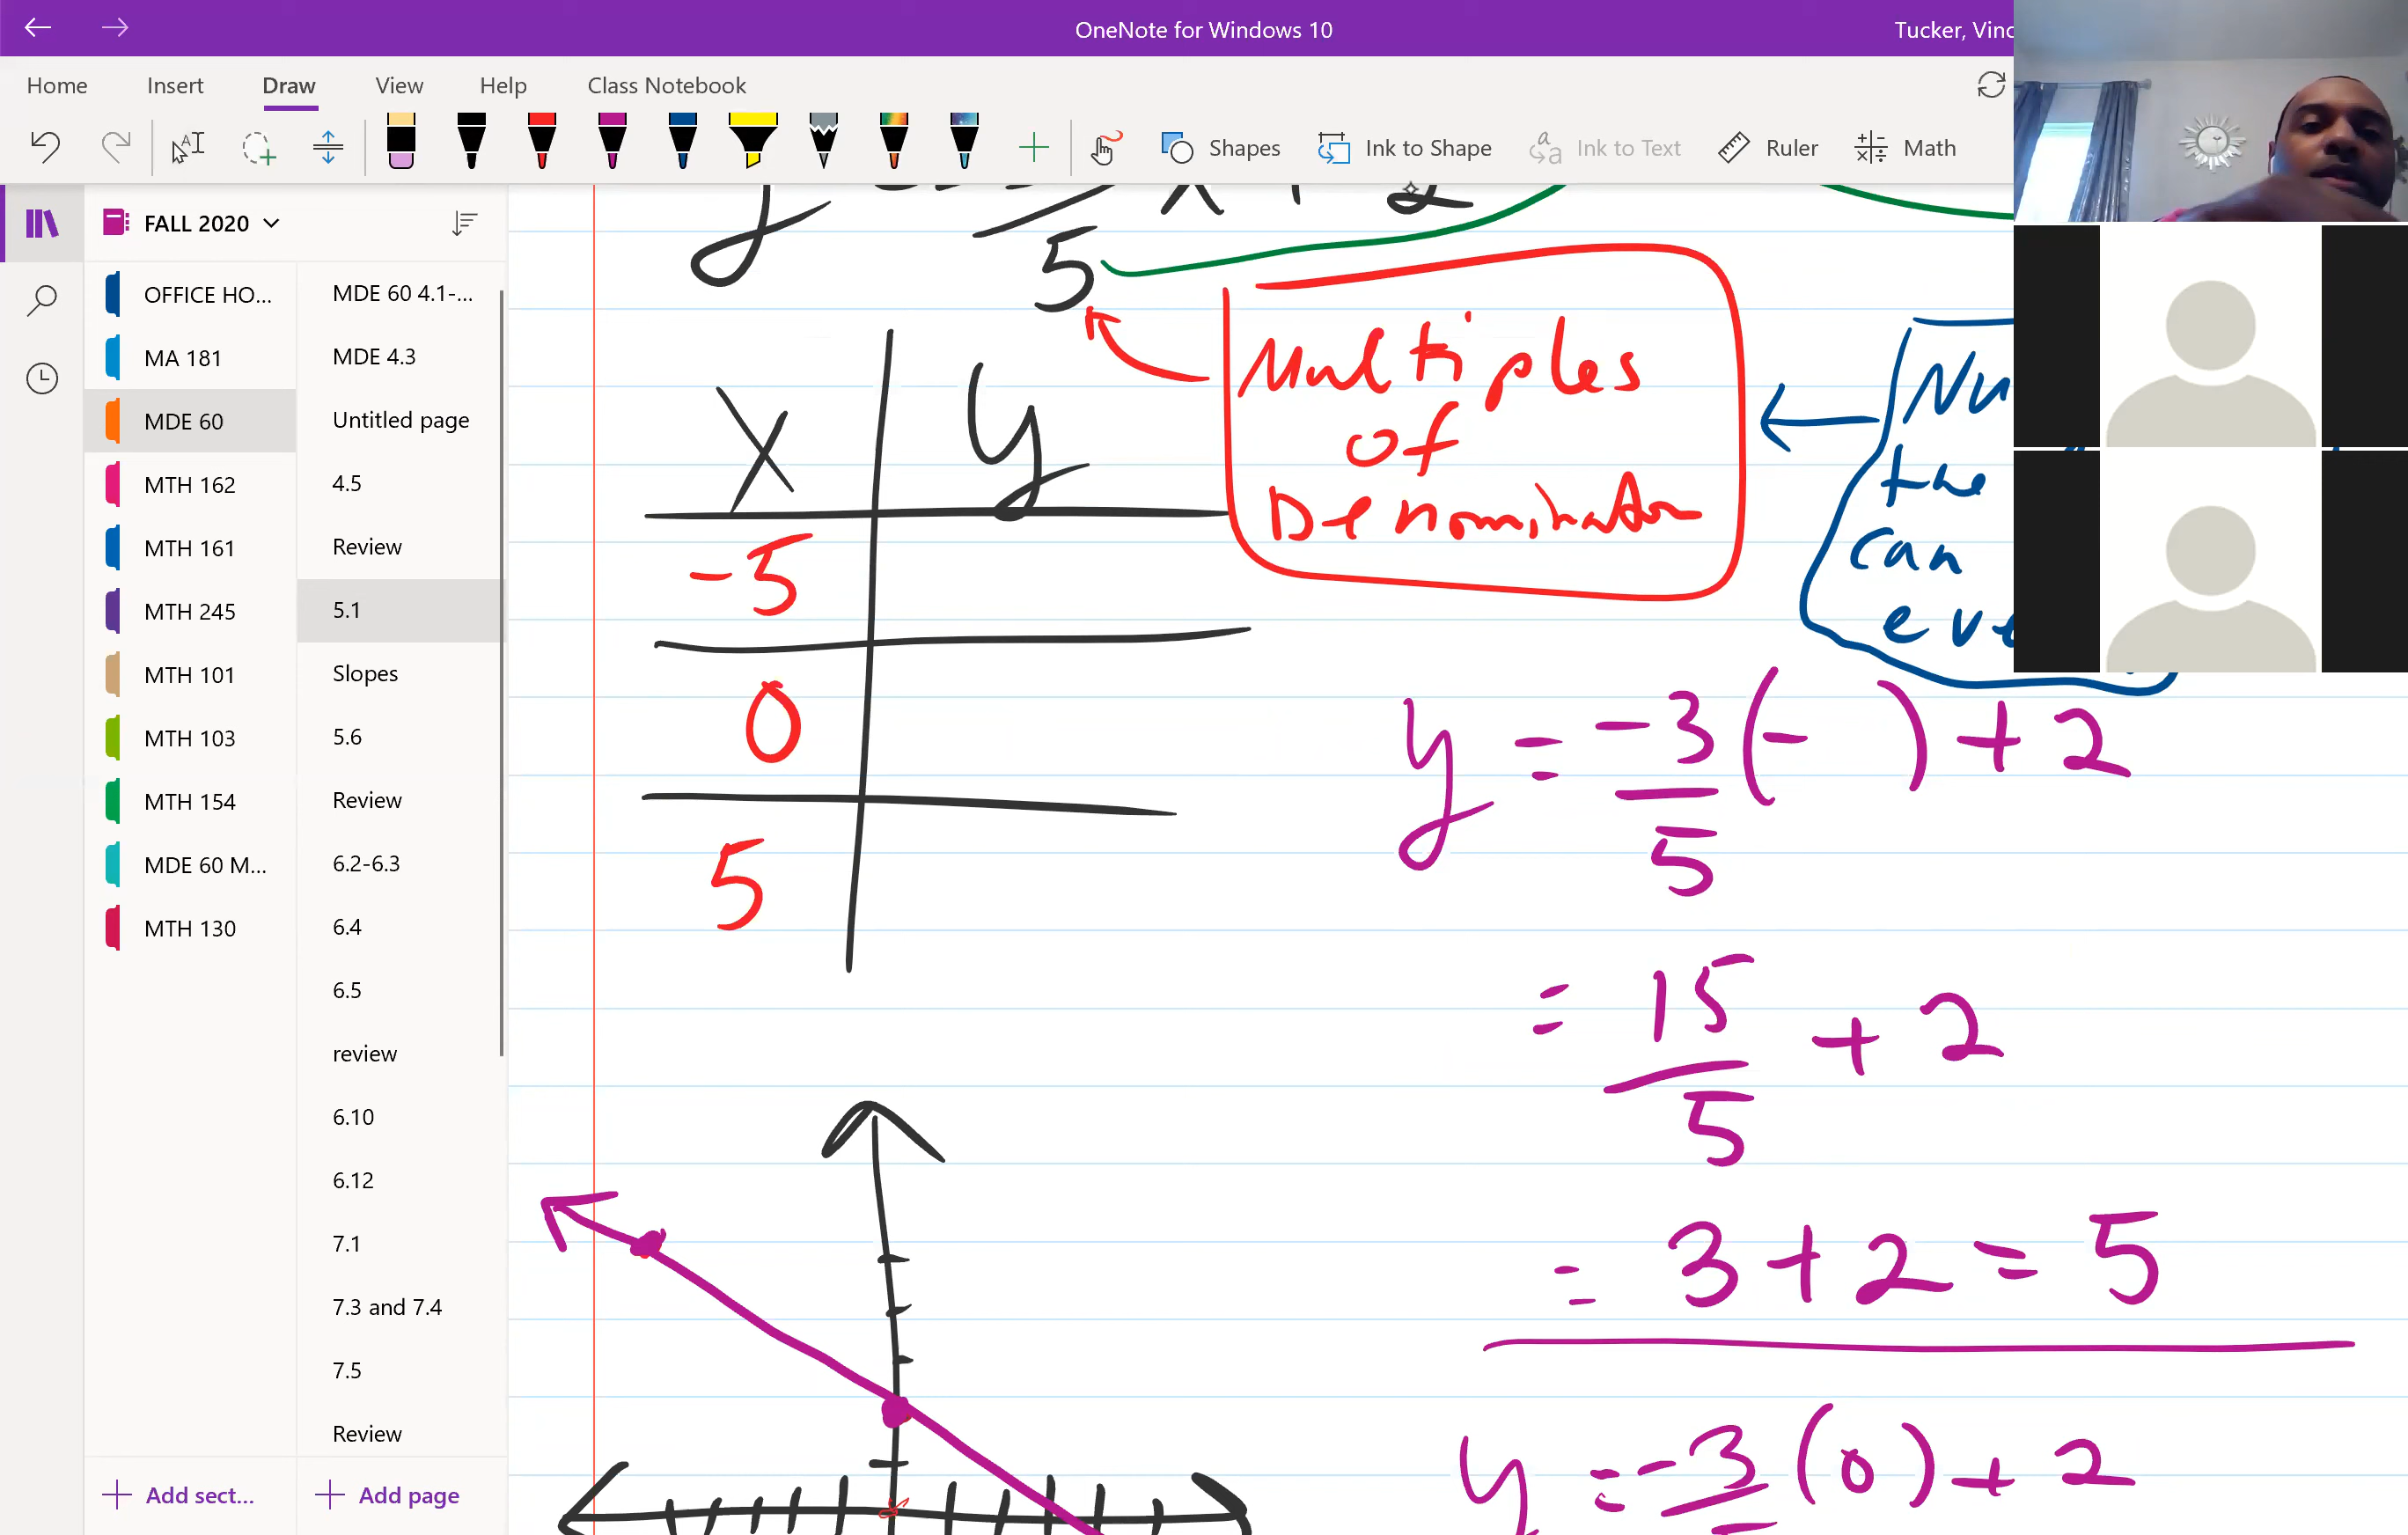 OneNote for Windows 10
Tucker, Vinc
Home Insert Draw View Help Class Notebook
Shapes Ink to Shape Ink to Text Ruler Math
FALL 2020
OFFICE HO...
MA 181
MDE 60
MTH 162
MTH 161
MTH 245
MTH 101
MTH 103
MTH 154
MDE 60 M...
MTH 130
Add sect...
MDE 60 4.1-...
MDE 4.3
Untitled page
4.5
Review
5.1
Slopes
5.6
Review
6.2-6.3
6.4
6.5
review
6.10
6.12
7.1
7.3 and 7.4
7.5
Review
Add page
5
x y
-5
0
5
Multiples
of
Denominator
the
can
y = -3/5 (- ) + 2
= 15/5 + 2
= 3 + 2 = 5
y = -3 (0) + 2